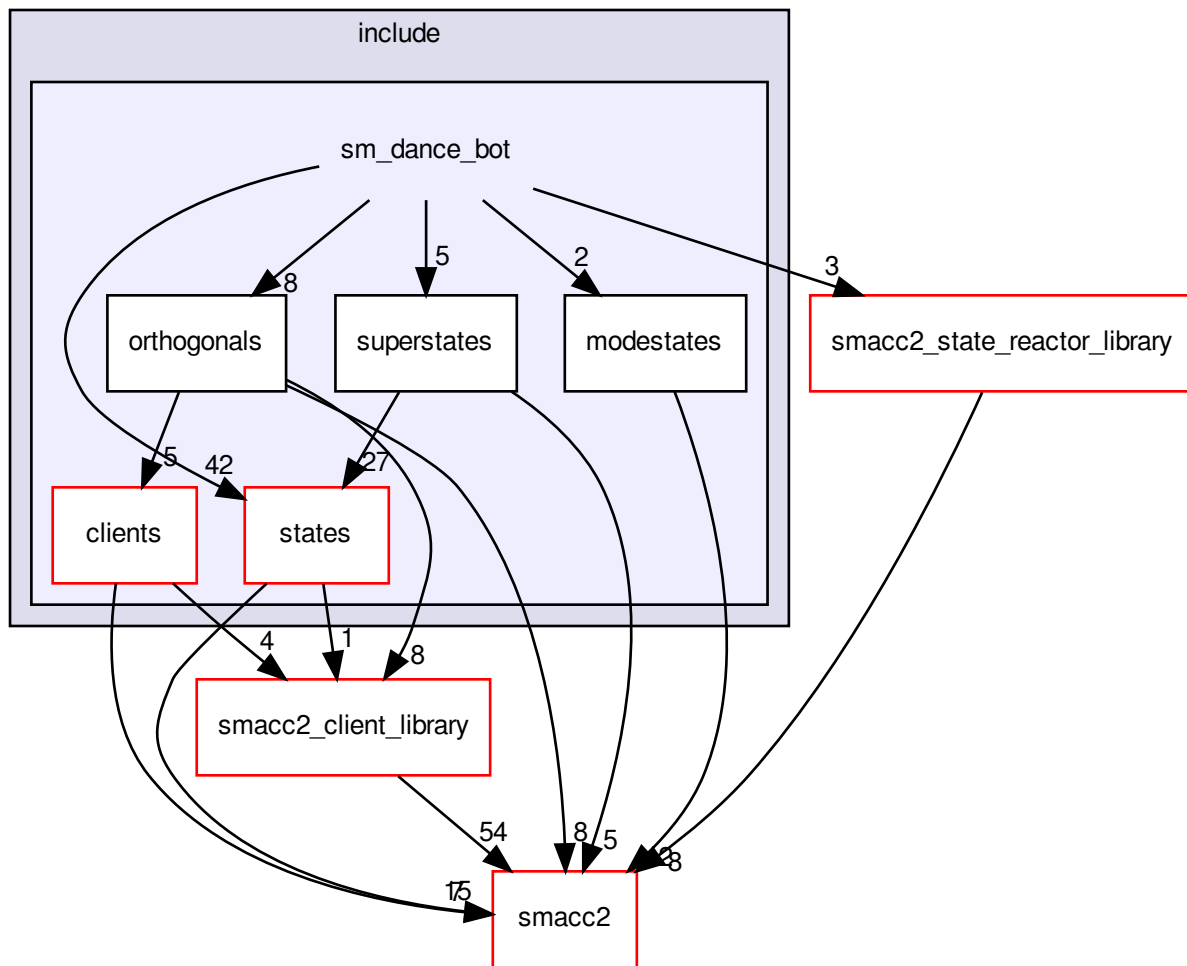 include
sm_dance_bot
5
2
3
8
orthogonals
superstates
modestates
smacc2_state_reactor_library
5
42
27
clients
states
4
1
8
smacc2_client_library
54
8
5
8
smacc2